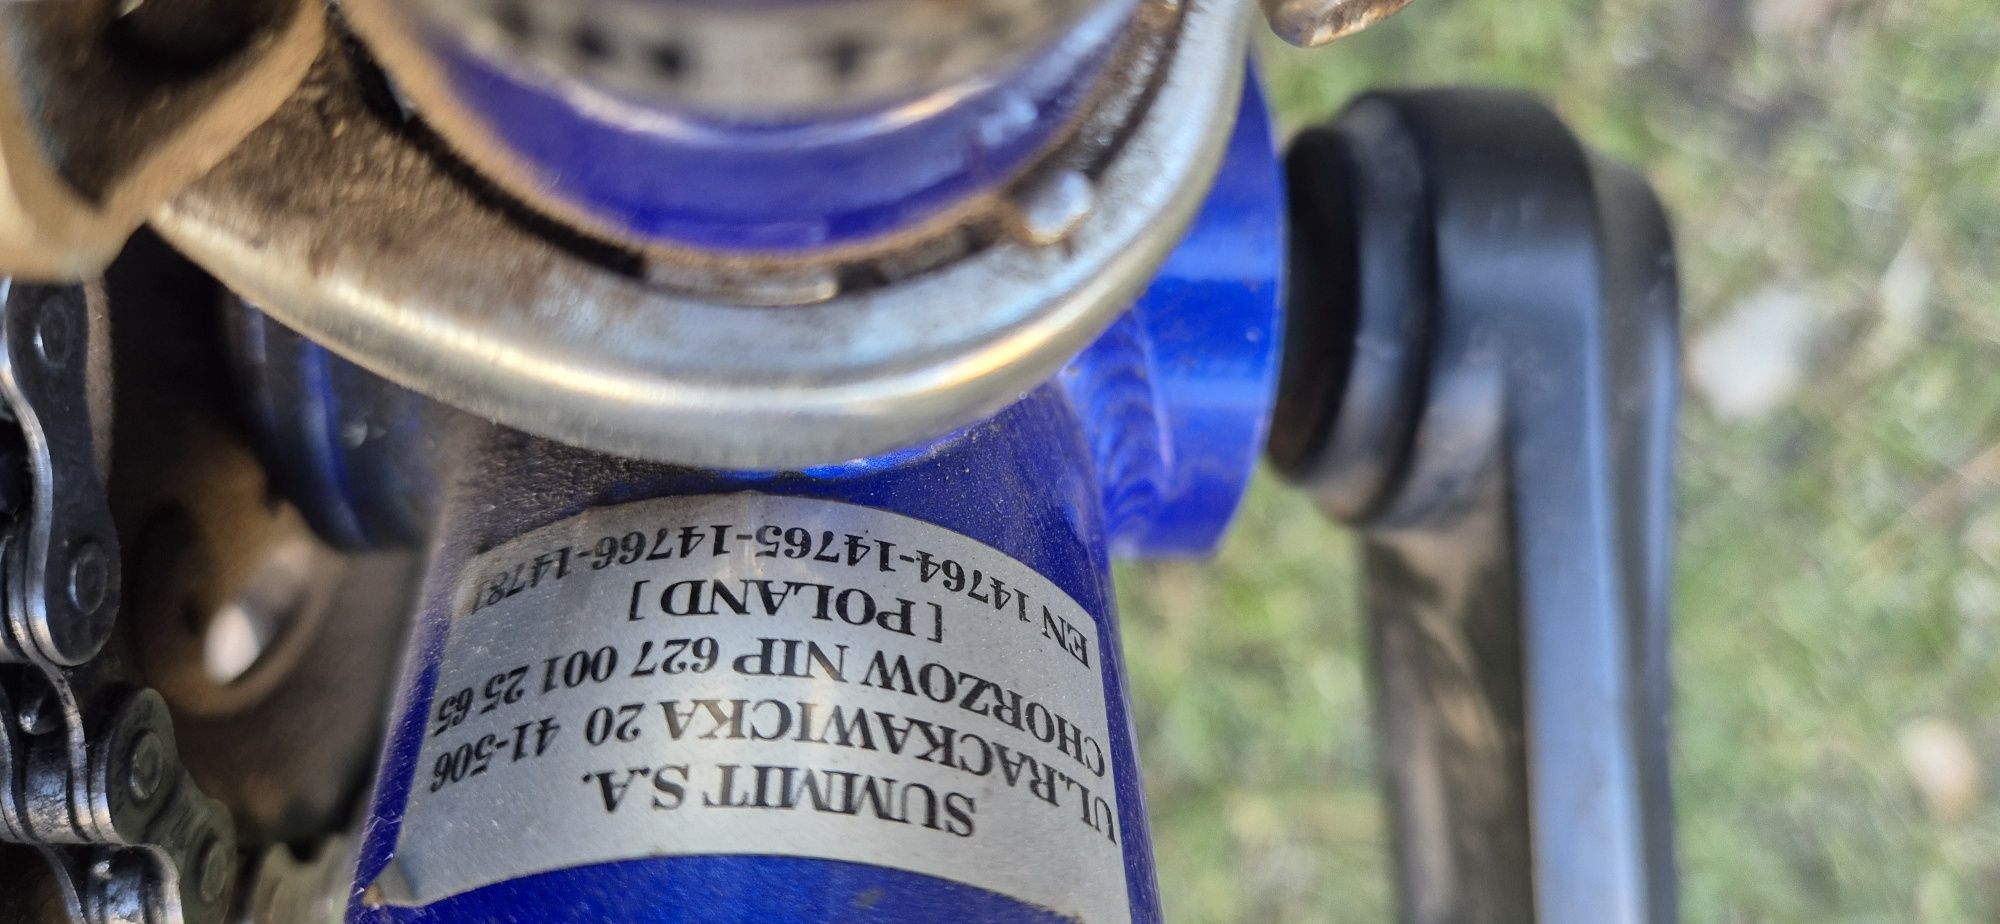 SUMMIT S.A.
UL.RACKAWICKA 20 41-506
CHORZOW NIP 627 001 25 65
[ POLAND ]
EN 14764-14765-14766-14781